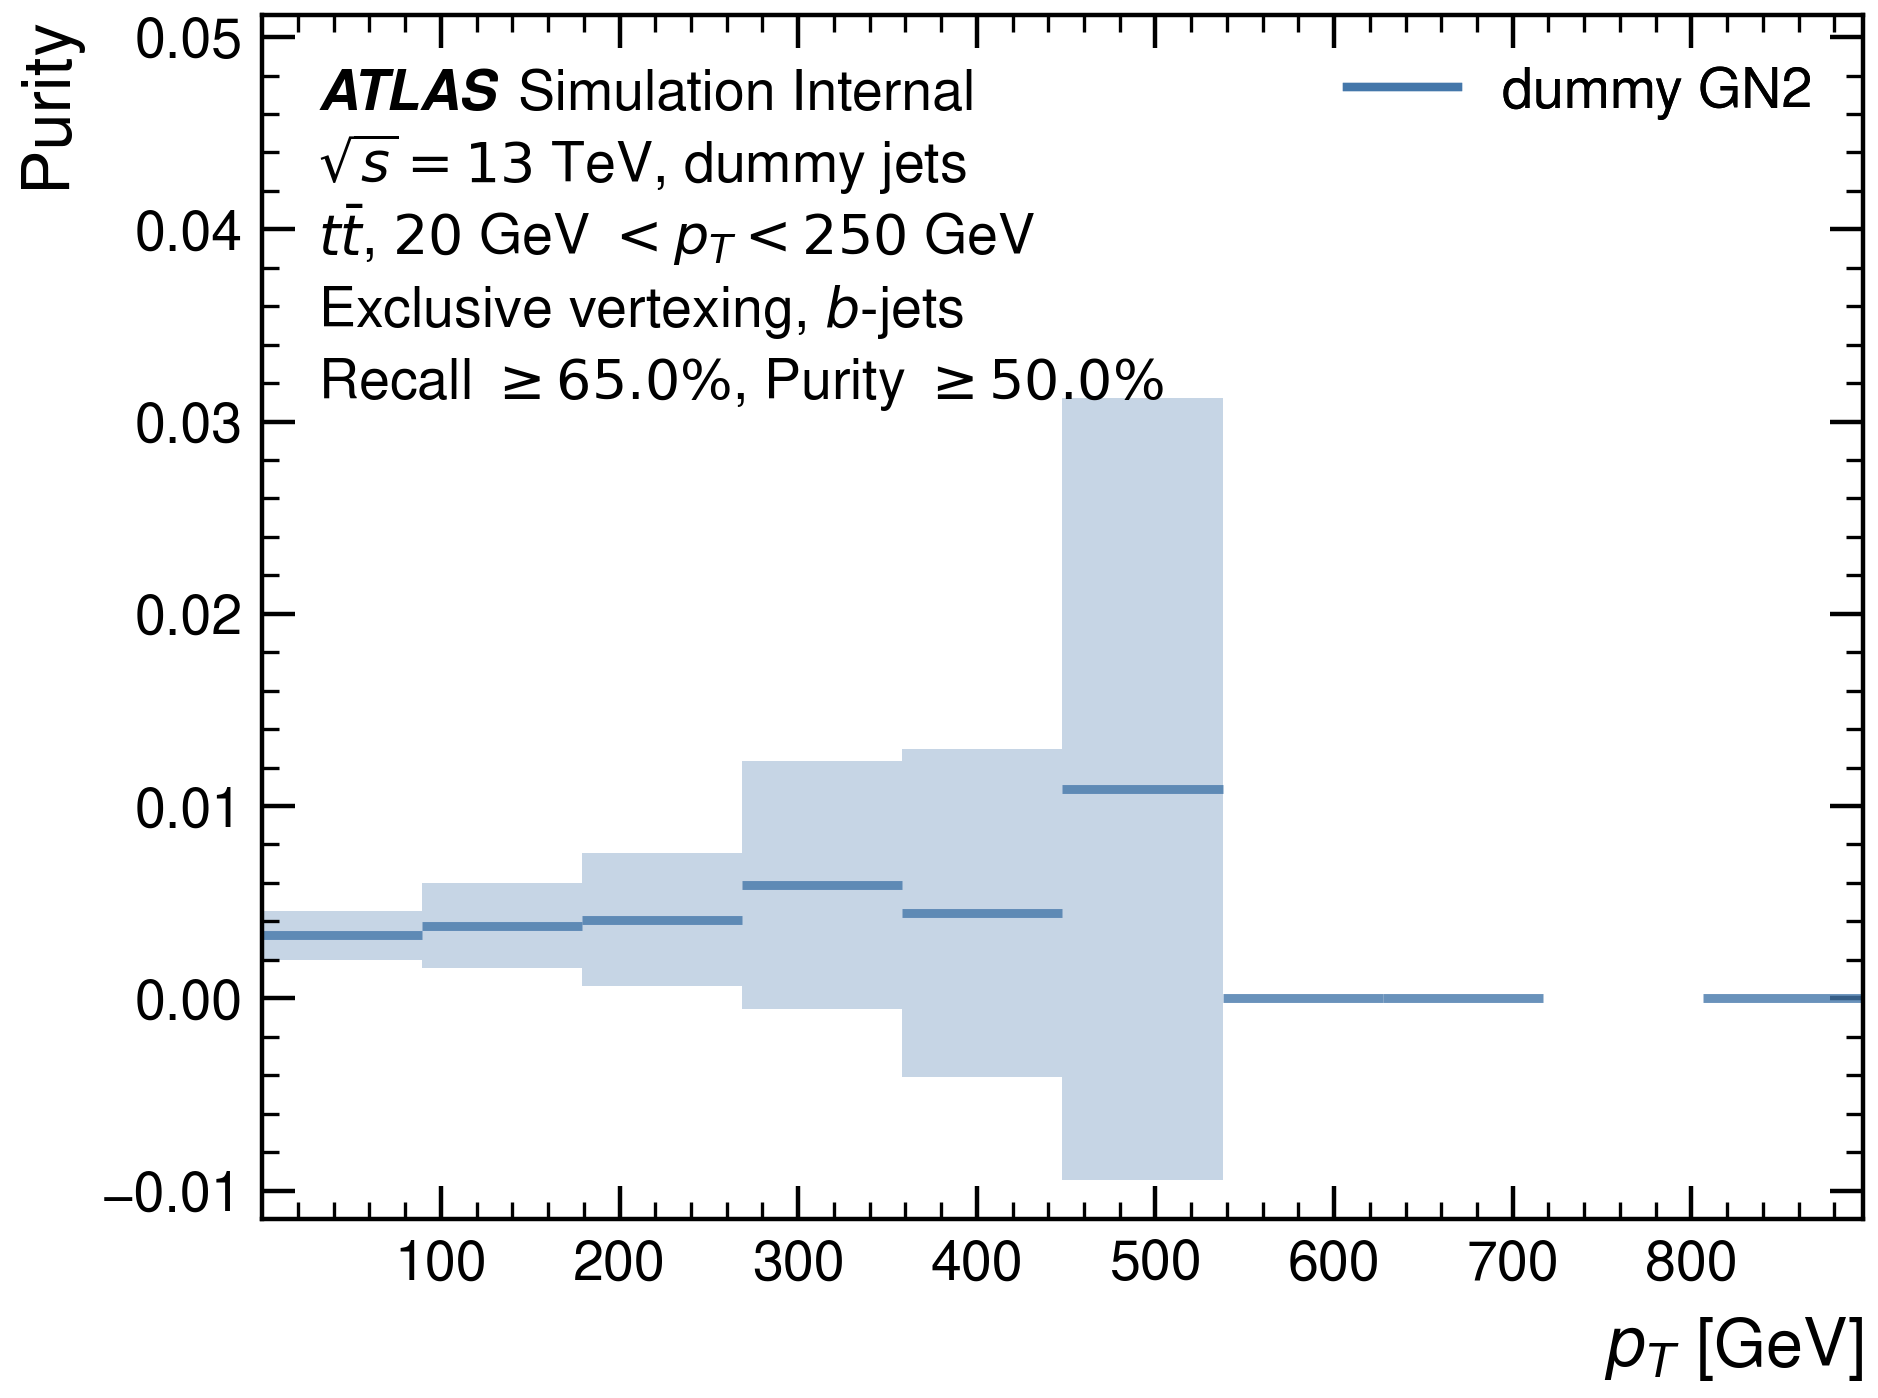 Purity
0.05
0.04
0.03
0.02
0.01
0.00
−0.01
ATLAS Simulation Internal
√s = 13 TeV, dummy jets
tt̄, 20 GeV < p_T < 250 GeV
Exclusive vertexing, b-jets
Recall ≥ 65.0%, Purity ≥ 50.0%
dummy GN2
100 200 300 400 500 600 700 800
p_T [GeV]